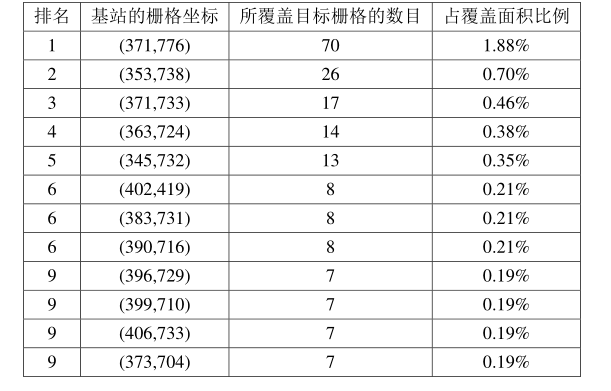 排名 基站的栅格坐标 所覆盖目标栅格的数目 占覆盖面积比例
1 (371,776) 70 1.88%
2 (353,738) 26 0.70%
3 (371,733) 17 0.46%
4 (363,724) 14 0.38%
5 (345,732) 13 0.35%
6 (402,419) 8 0.21%
6 (383,731) 8 0.21%
6 (390,716) 8 0.21%
9 (396,729) 7 0.19%
9 (399,710) 7 0.19%
9 (406,733) 7 0.19%
9 (373,704) 7 0.19%